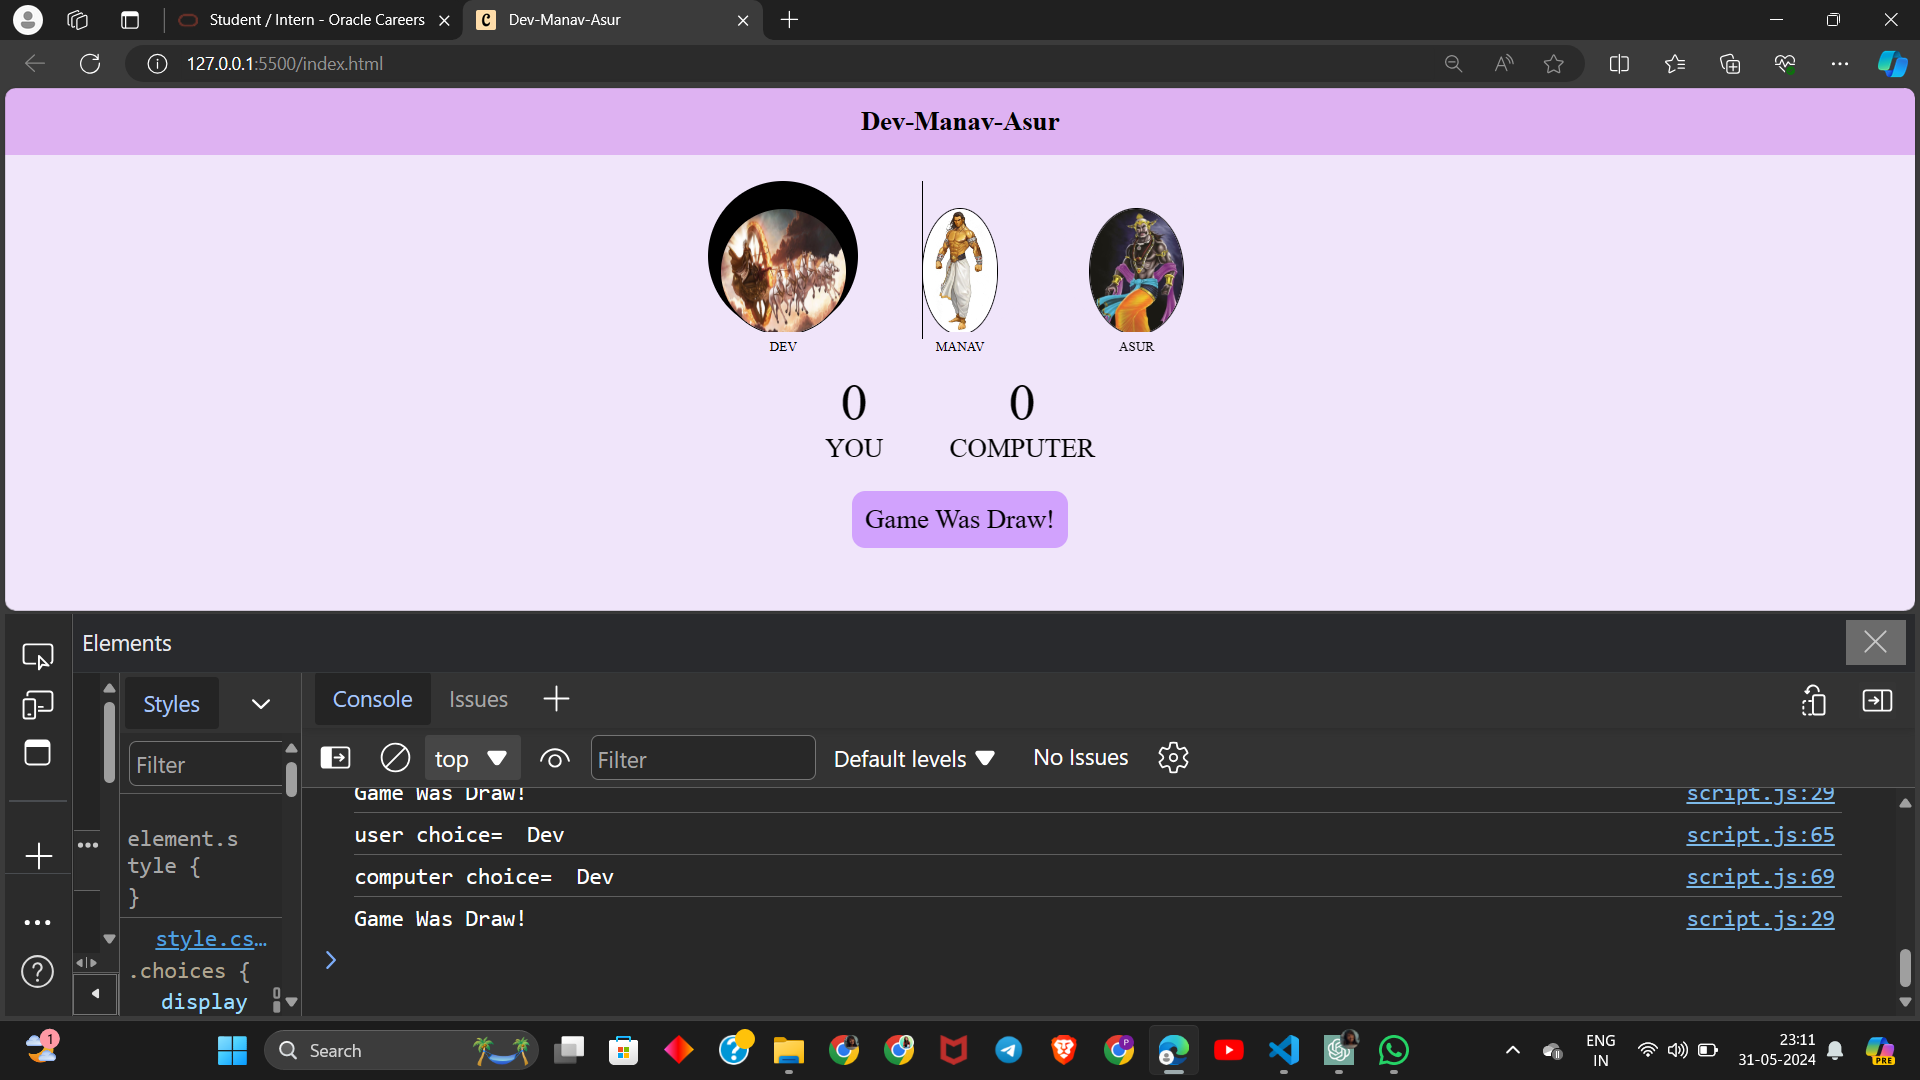 Student / Intern - Oracle Careers
Dev-Manav-Asur
127.0.0.1:5500/index.html
Dev-Manav-Asur
DEV
MANAV
ASUR
0
0
YOU
COMPUTER
Game Was Draw!
Elements
Styles
Console
Issues
Filter
top
Filter
Default levels
No Issues
Game Was Draw!
script.js:29
user choice=  Dev
script.js:65
computer choice=  Dev
script.js:69
Game Was Draw!
script.js:29
element.s
tyle {
}
style.cs…
.choices {
display
1
Search
P
ENG
IN
23:11
31-05-2024
PRE